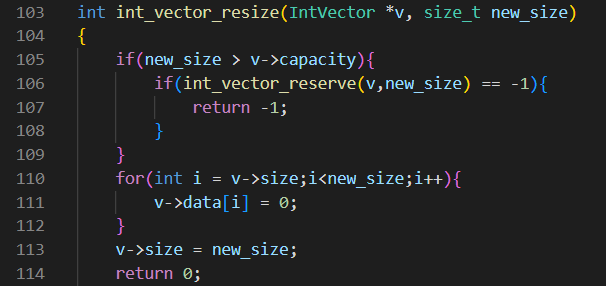 103 int int_vector_resize(IntVector *v, size_t new_size)
104 {
105     if(new_size > v->capacity){
106         if(int_vector_reserve(v,new_size) == -1){
107             return -1;
108         }
109     }
110     for(int i = v->size;i<new_size;i++){
111         v->data[i] = 0;
112     }
113     v->size = new_size;
114     return 0;